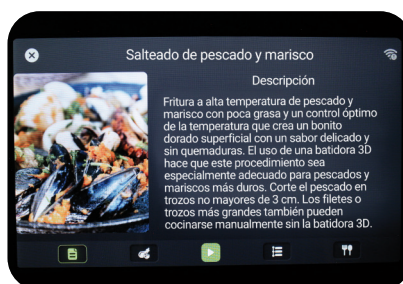 Salteado de pescado y marisco
Descripción
Fritura a alta temperatura de pescado y
marisco con poca grasa y un control óptimo
de la temperatura que crea un bonito
dorado superficial con un sabor delicado y
sin quemaduras. El uso de una batidora 3D
hace que este procedimiento sea
especialmente adecuado para pescados y
mariscos más duros. Corte el pescado en
trozos no mayores de 3 cm. Los filetes o
trozos más grandes también pueden
cocinarse manualmente sin la batidora 3D.